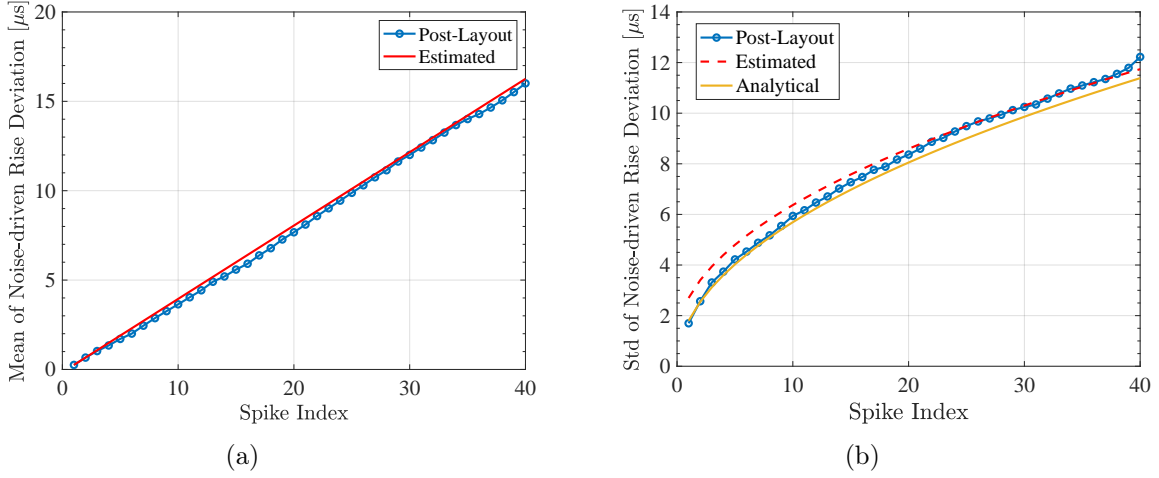 Mean of Noise-driven Rise Deviation [μs]
20
15
10
5
0
Post-Layout
Estimated
0 10 20 30 40
Spike Index
(a)
Std of Noise-driven Rise Deviation [μs]
14
12
10
8
6
4
2
0
Post-Layout
Estimated
Analytical
0 10 20 30 40
Spike Index
(b)